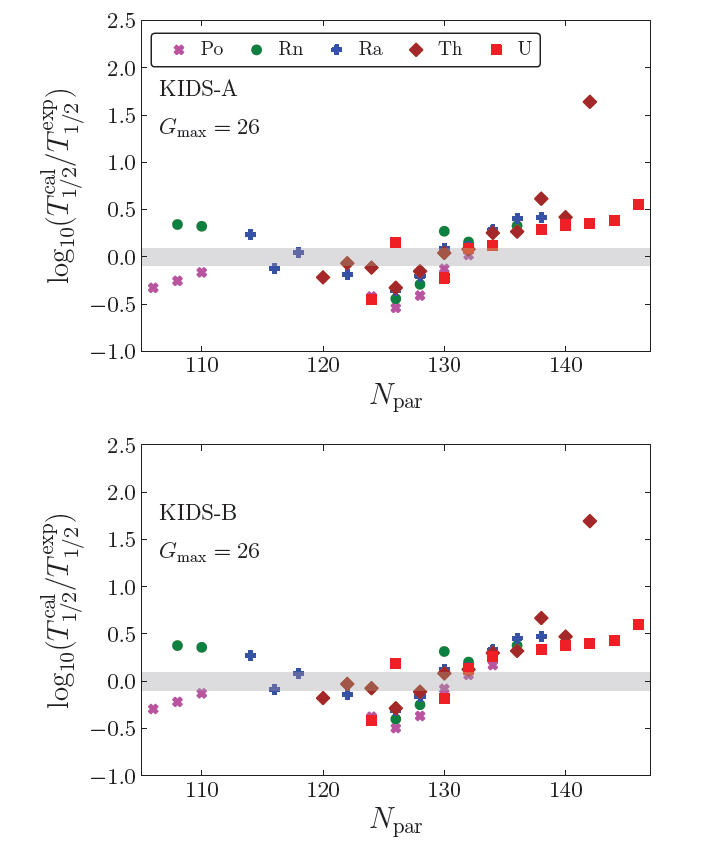 2.5
Po Rn Ra Th U
2.0
KIDS-A
1.5
G_max = 26
1.0
0.5
0.0
−0.5
−1.0
log₁₀(T^cal_1/2/T^exp_1/2)
110 120 130 140
N_par
2.5
2.0
KIDS-B
1.5
G_max = 26
1.0
0.5
0.0
−0.5
−1.0
log₁₀(T^cal_1/2/T^exp_1/2)
110 120 130 140
N_par